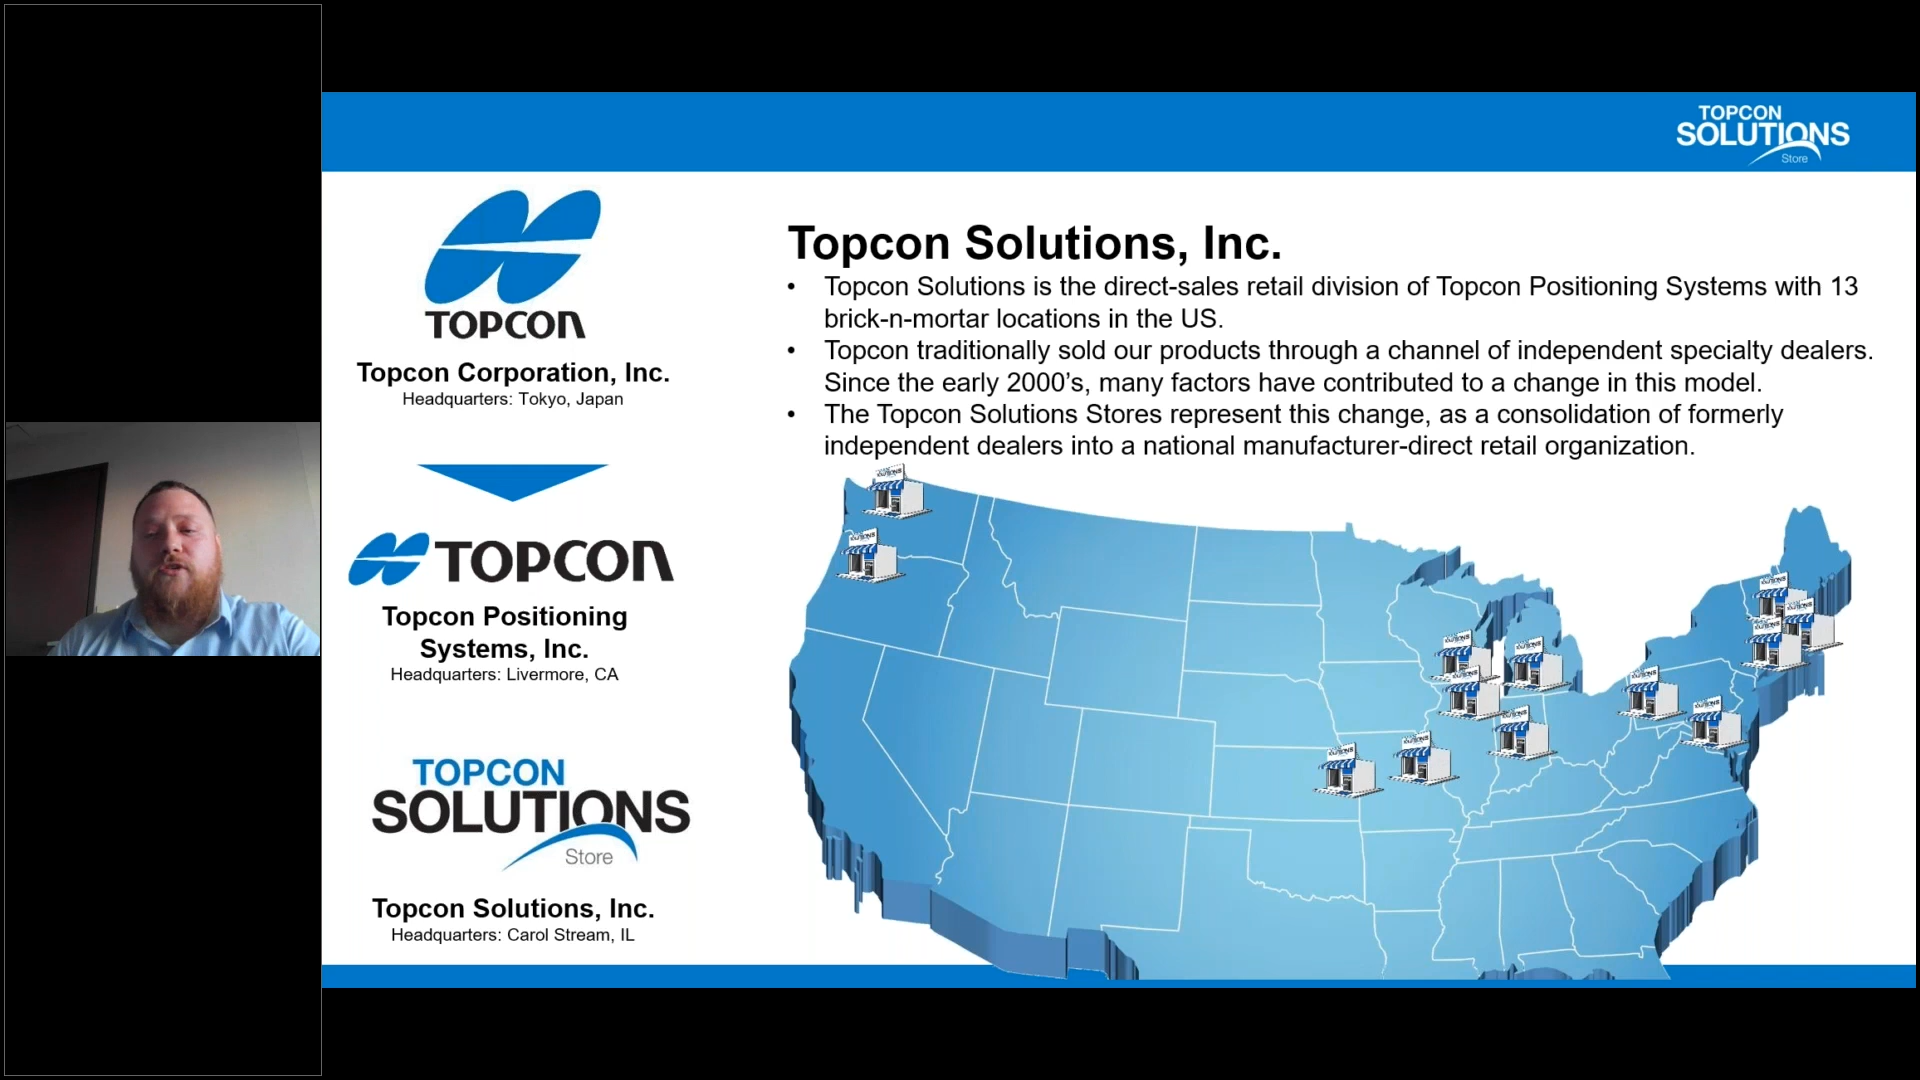 TOPCON
SOLUTIONS
Store
TOPCON
Topcon Corporation, Inc.
Headquarters: Tokyo, Japan
TOPCON
Topcon Positioning
Systems, Inc.
Headquarters: Livermore, CA
TOPCON
SOLUTIONS
Store
Topcon Solutions, Inc.
Headquarters: Carol Stream, IL
Topcon Solutions, Inc.
• Topcon Solutions is the direct-sales retail division of Topcon Positioning Systems with 13
brick-n-mortar locations in the US.
• Topcon traditionally sold our products through a channel of independent specialty dealers.
Since the early 2000’s, many factors have contributed to a change in this model.
• The Topcon Solutions Stores represent this change, as a consolidation of formerly
independent dealers into a national manufacturer-direct retail organization.